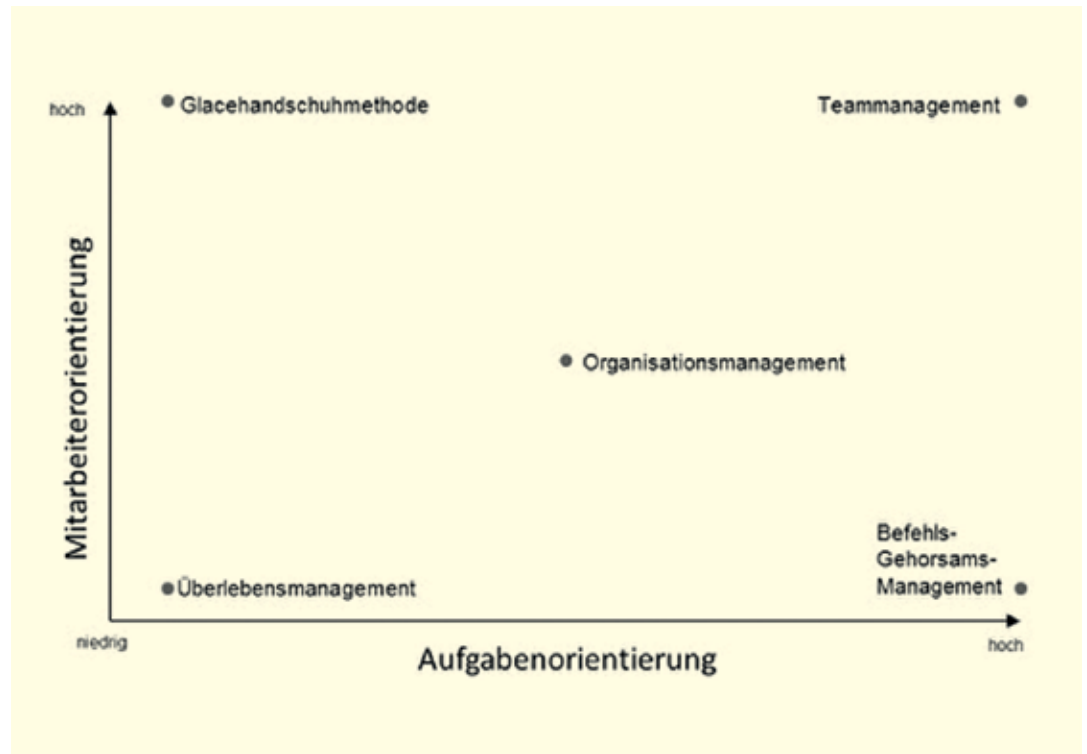 hoch
Glacehandschuhmethode
Teammanagement
Mitarbeiterorientierung
Organisationsmanagement
Befehls-
Gehorsams-
Management
Überlebensmanagement
niedrig
hoch
Aufgabenorientierung